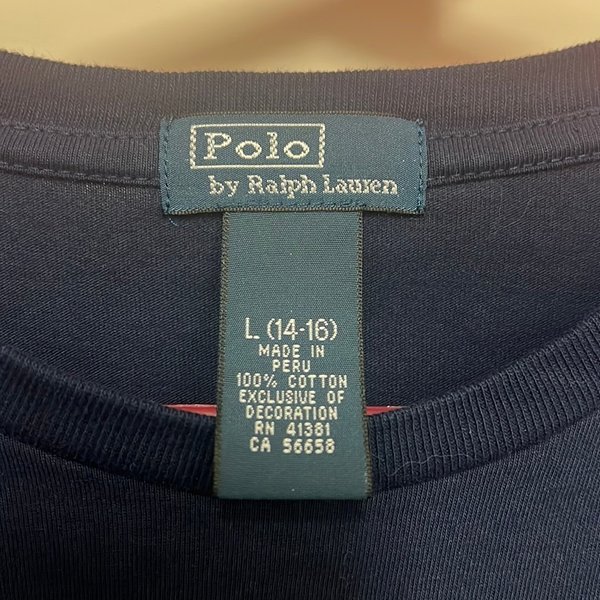 Polo
by Ralph Lauren
L (14-16)
MADE IN
PERU
100% COTTON
EXCLUSIVE OF
DECORATION
RN 41381
CA 56658